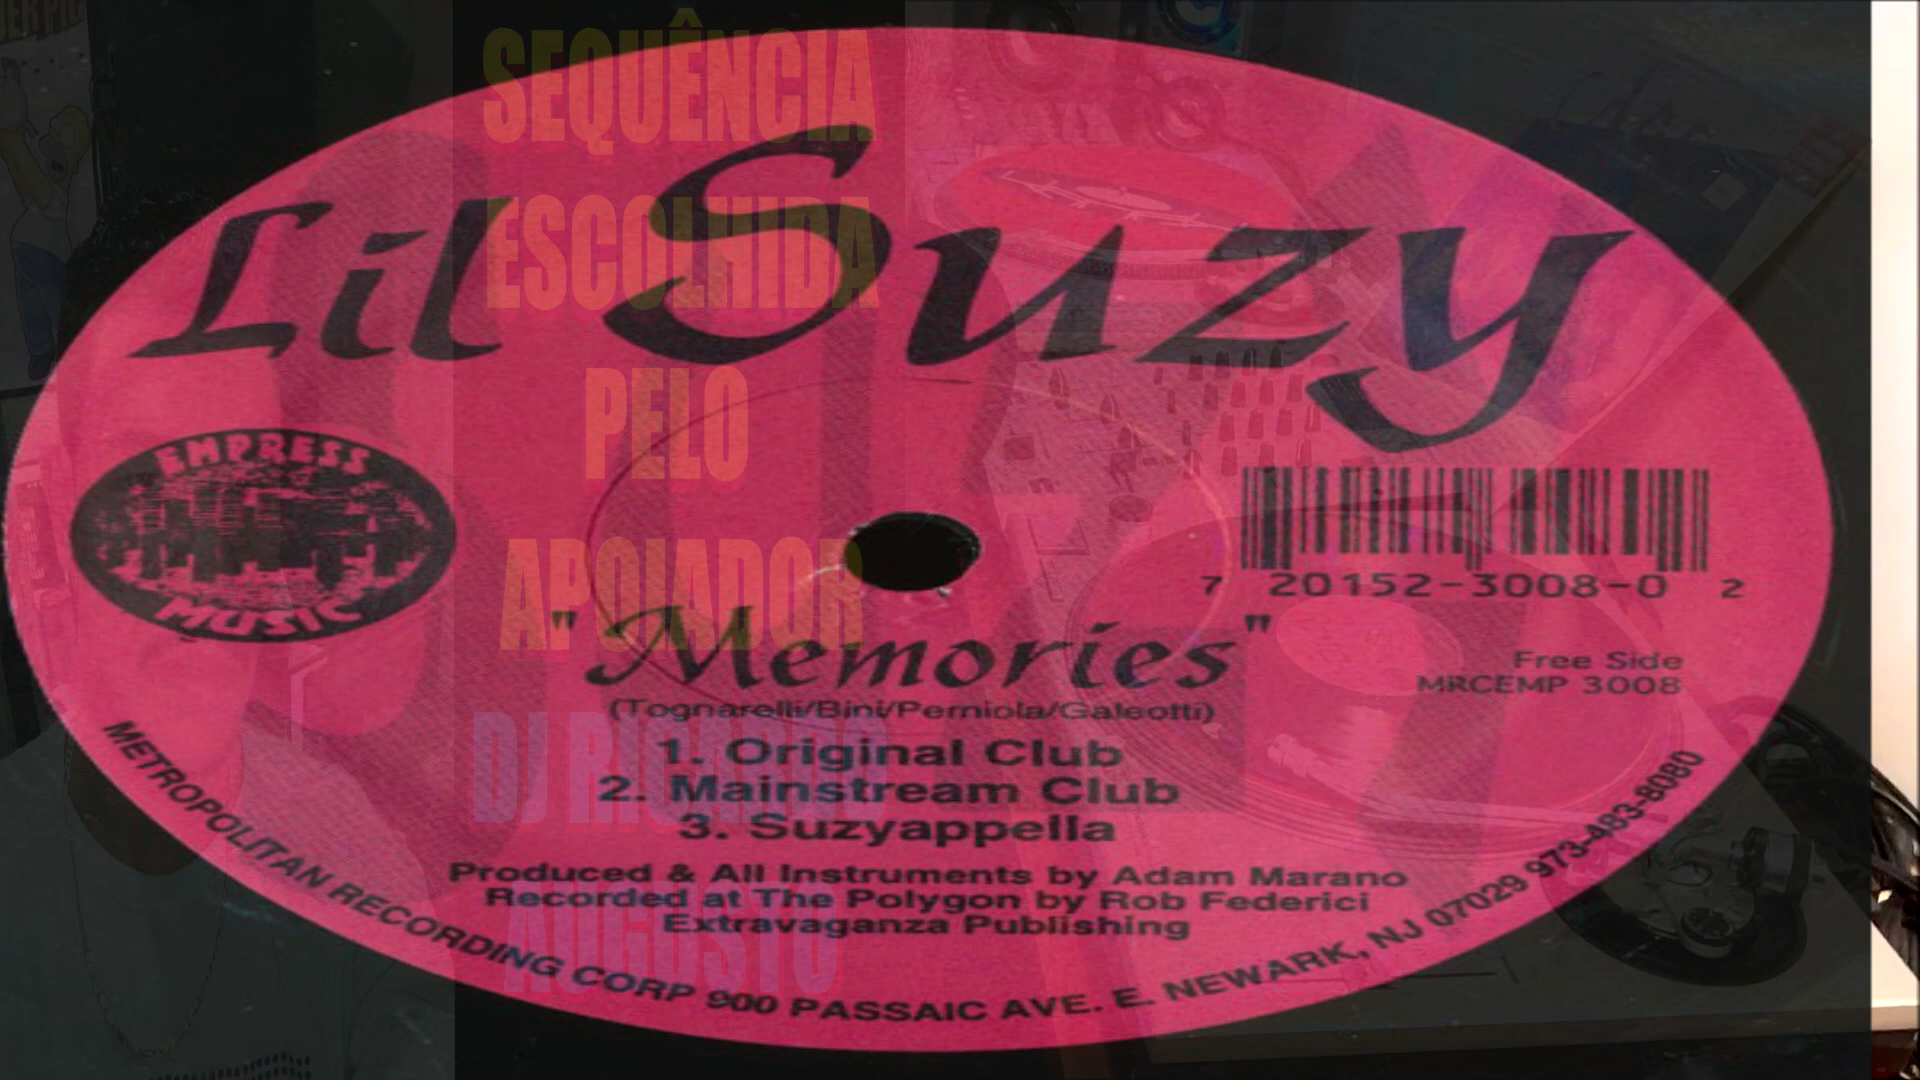 SEQUÊNCIA
ESCOLHIDA
PELO
APOIADOR
DJ RICARDO
AUGUSTO
Lil Suzy
EMPRESS
MUSIC
7 20152-3008-0 2
"Memories"
Free Side
MRCEMP 3008
(Tognarelli/Bini/Perniola/Galeotti)
1. Original Club
2. Mainstream Club
3. Suzyappella
Produced & All Instruments by Adam Marano
Recorded at The Polygon by Rob Federici
Extravaganza Publishing
METROPOLITAN RECORDING CORP 900 PASSAIC AVE. E. NEWARK, NJ 07029 973-483-8080